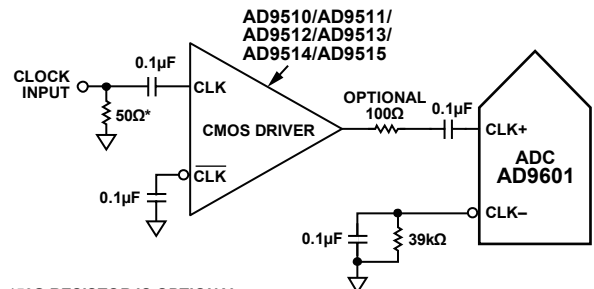 AD9510/AD9511/
AD9512/AD9513/
AD9514/AD9515
0.1µF
CLOCK
INPUT
50Ω*
CLK
CMOS DRIVER
CLK
0.1µF
OPTIONAL
100Ω
0.1µF
CLK+
ADC
AD9601
CLK–
0.1µF
39kΩ